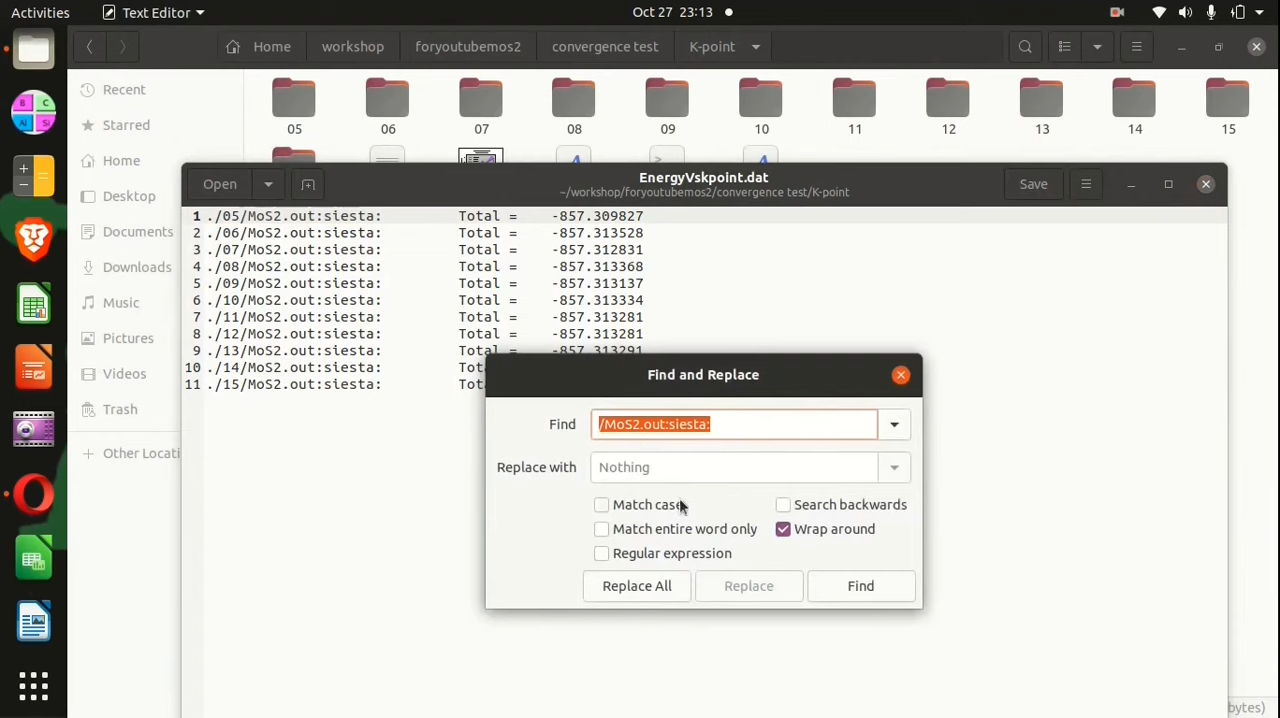 Activities Text Editor Oct 27 23:13
Home workshop foryoutubemos2 convergence test K-point
Recent
Starred
Home
Desktop
Documents
Downloads
Music
Pictures
Videos
Trash
Other Locati
05 06 07 08 09 10 11 12 13 14 15
Open EnergyVskpoint.dat Save
~/workshop/foryoutubemos2/convergence test/K-point
1 ./05/MoS2.out:siesta: Total = -857.309827
2 ./06/MoS2.out:siesta: Total = -857.313528
3 ./07/MoS2.out:siesta: Total = -857.312831
4 ./08/MoS2.out:siesta: Total = -857.313368
5 ./09/MoS2.out:siesta: Total = -857.313137
6 ./10/MoS2.out:siesta: Total = -857.313334
7 ./11/MoS2.out:siesta: Total = -857.313281
8 ./12/MoS2.out:siesta: Total = -857.313281
9 ./13/MoS2.out:siesta: Total = -857.313291
10 ./14/MoS2.out:siesta: Tot
11 ./15/MoS2.out:siesta: Tot
Find and Replace
Find /MoS2.out:siesta:
Replace with Nothing
Match case Search backwards
Match entire word only Wrap around
Regular expression
Replace All Replace Find
bytes)